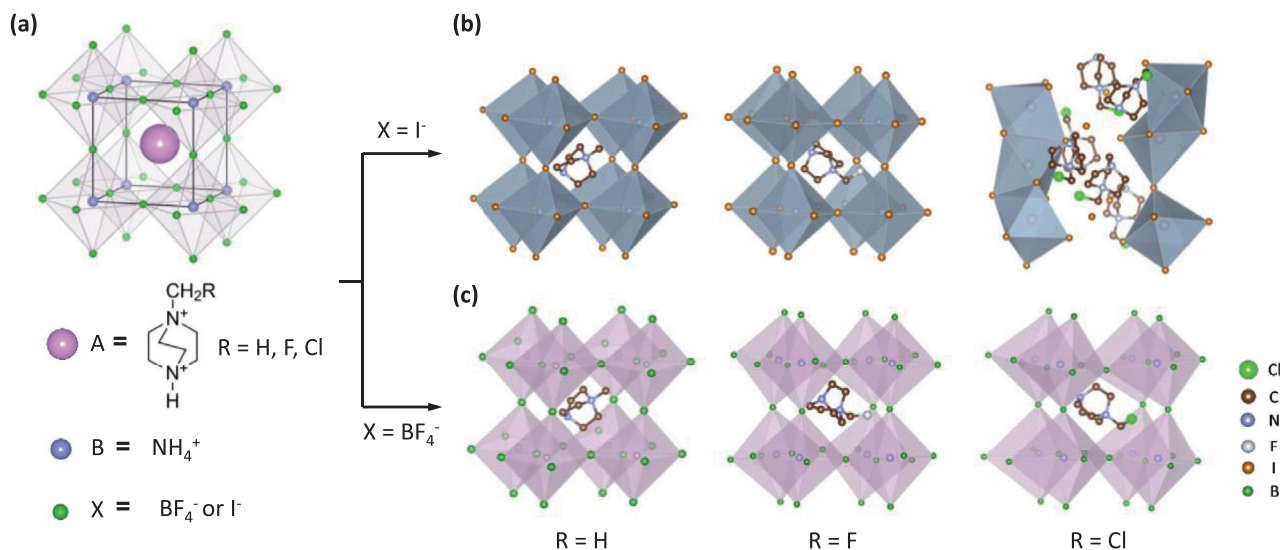 (a)
CH₂R
N⁺
N⁺
H
A =
R = H, F, Cl
B = NH₄⁺
X = BF₄⁻ or I⁻
X = I⁻
X = BF₄⁻
(b)
(c)
R = H
R = F
R = Cl
Cl
C
N
F
I
B